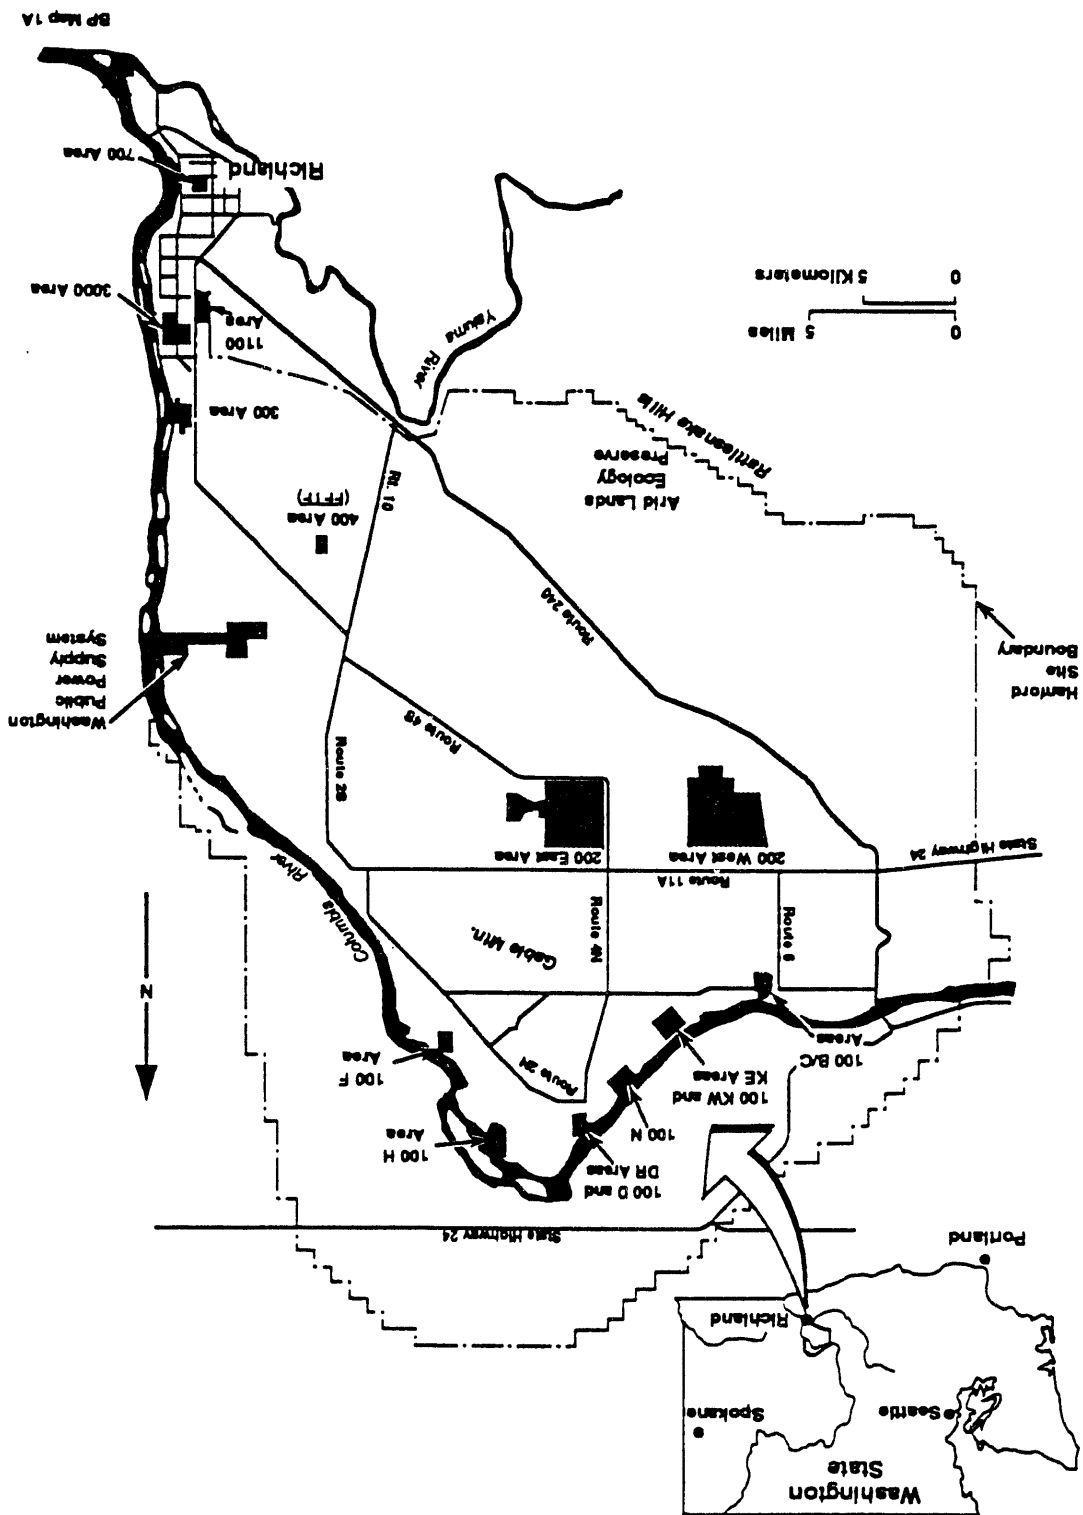 Washington
State
Spokane
Seattle
Richland
Portland
State Highway 24
100 D and
DR Areas
100 H
Area
100 N
100 KW and
KE Areas
100 F
Area
100 B/C
Areas
Route 2N
N
Columbia
River
Gable Mtn.
Route 4N
Route 6
Route 11A
State Highway 24
200 West Area
200 East Area
Route 2S
Route 4S
Washington
Public
Power
Supply
System
Hanford
Site
Boundary
Route 240
400 Area
(FFTF)
Rt. 10
Arid Lands
Ecology
Preserve
Rattlesnake Hills
300 Area
1100
Area
3000 Area
Yakima
River
0 5 Miles
0 5 Kilometers
Richland
700 Area
BP Map 1A